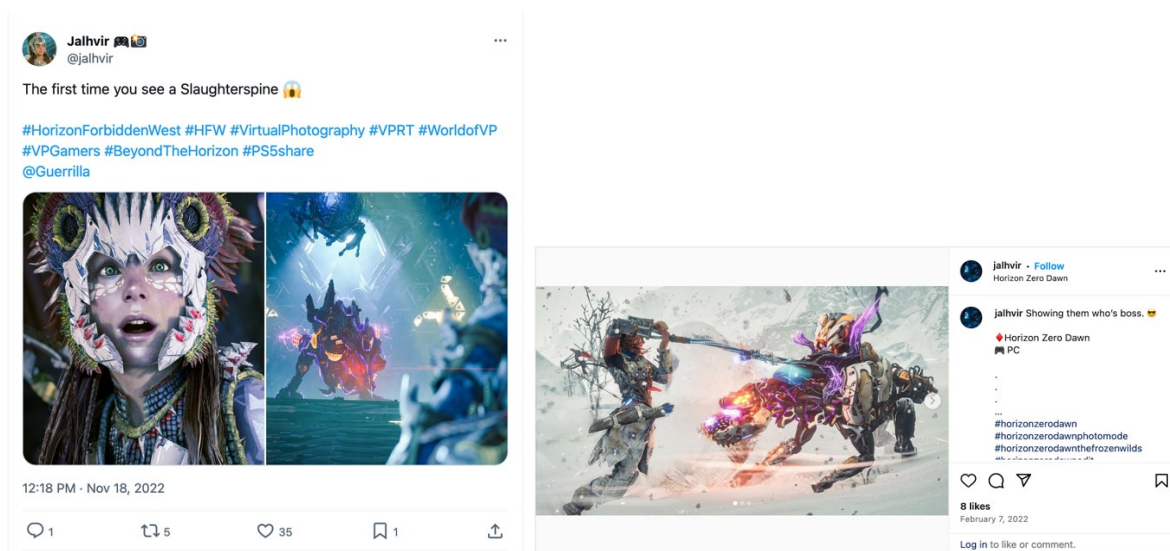 Jalhvir 🎮📸
@jalhvir
The first time you see a Slaughterspine 😱
#HorizonForbiddenWest #HFW #VirtualPhotography #VPRT #WorldofVP
#VPGamers #BeyondTheHorizon #PS5share
@Guerrilla
12:18 PM · Nov 18, 2022
1 5 35 1
jalhvir • Follow
Horizon Zero Dawn
jalhvir Showing them who's boss. 😎
♦️Horizon Zero Dawn
🎮 PC
.
.
.
...
#horizonzerodawn
#horizonzerodawnphotomode
#horizonzerodawnthefrozenwilds
8 likes
February 7, 2022
Log in to like or comment.